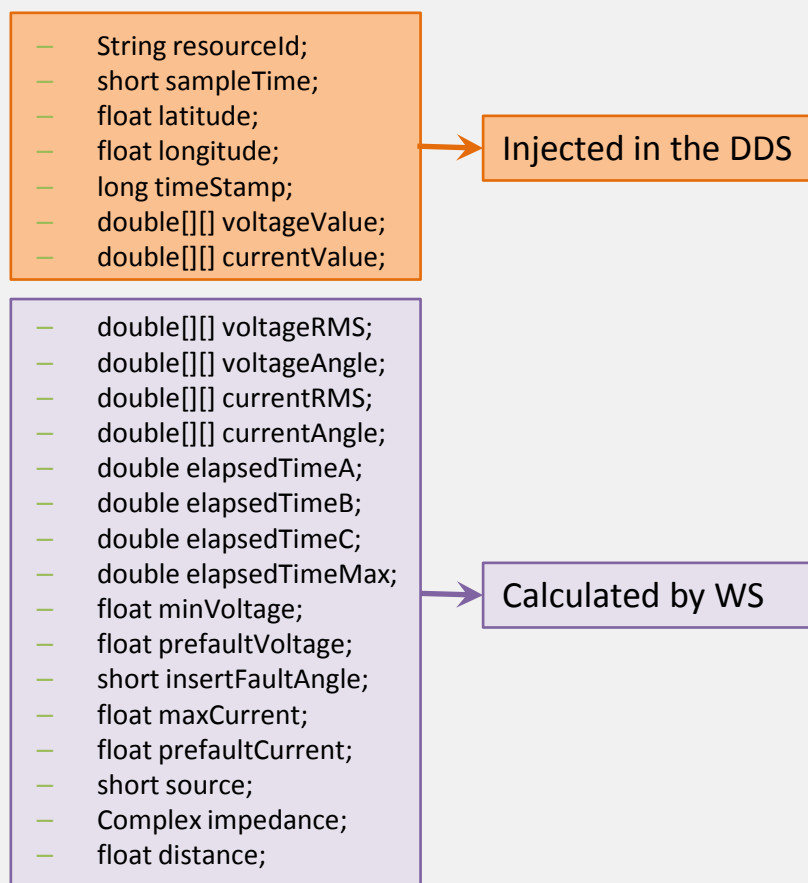 – String resourceId;
– short sampleTime;
– float latitude;
– float longitude;
– long timeStamp;
– double[][] voltageValue;
– double[][] currentValue;
Injected in the DDS
– double[][] voltageRMS;
– double[][] voltageAngle;
– double[][] currentRMS;
– double[][] currentAngle;
– double elapsedTimeA;
– double elapsedTimeB;
– double elapsedTimeC;
– double elapsedTimeMax;
– float minVoltage;
– float prefaultVoltage;
– short insertFaultAngle;
– float maxCurrent;
– float prefaultCurrent;
– short source;
– Complex impedance;
– float distance;
Calculated by WS